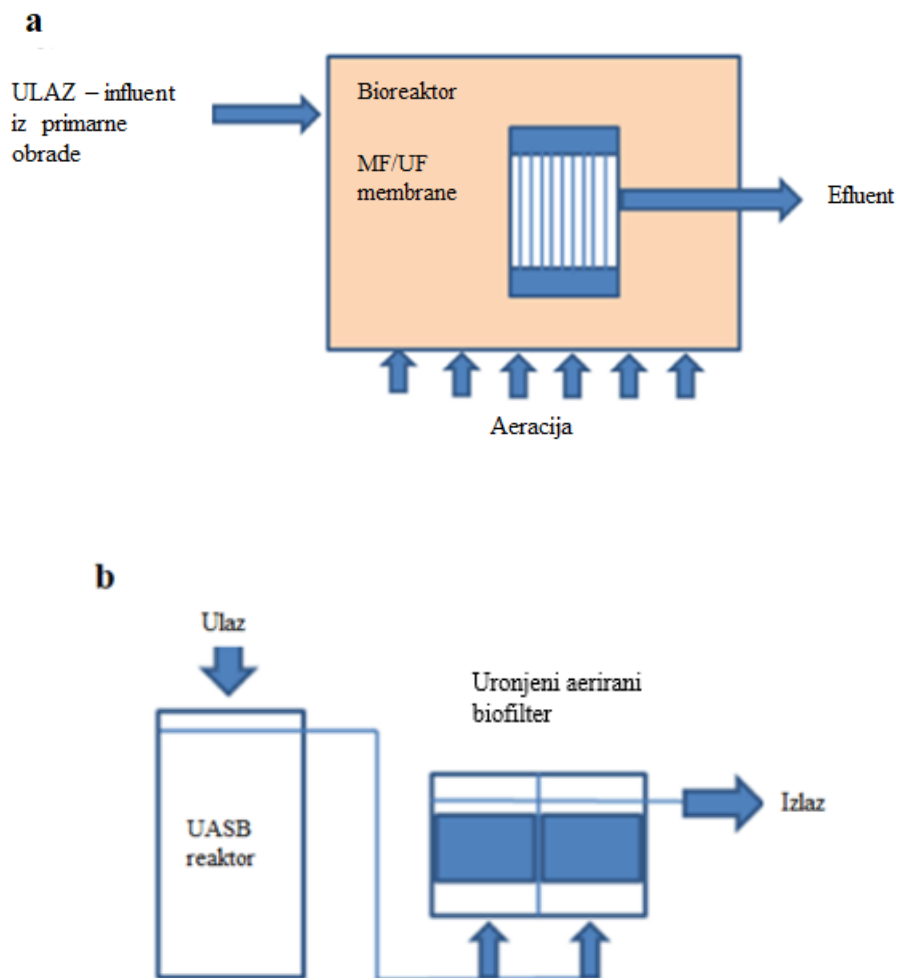 a
ULAZ – influent
iz primarne
obrade
Bioreaktor
MF/UF
membrane
Efluent
Aeracija
b
Ulaz
Uronjeni aerirani
biofilter
UASB
reaktor
Izlaz